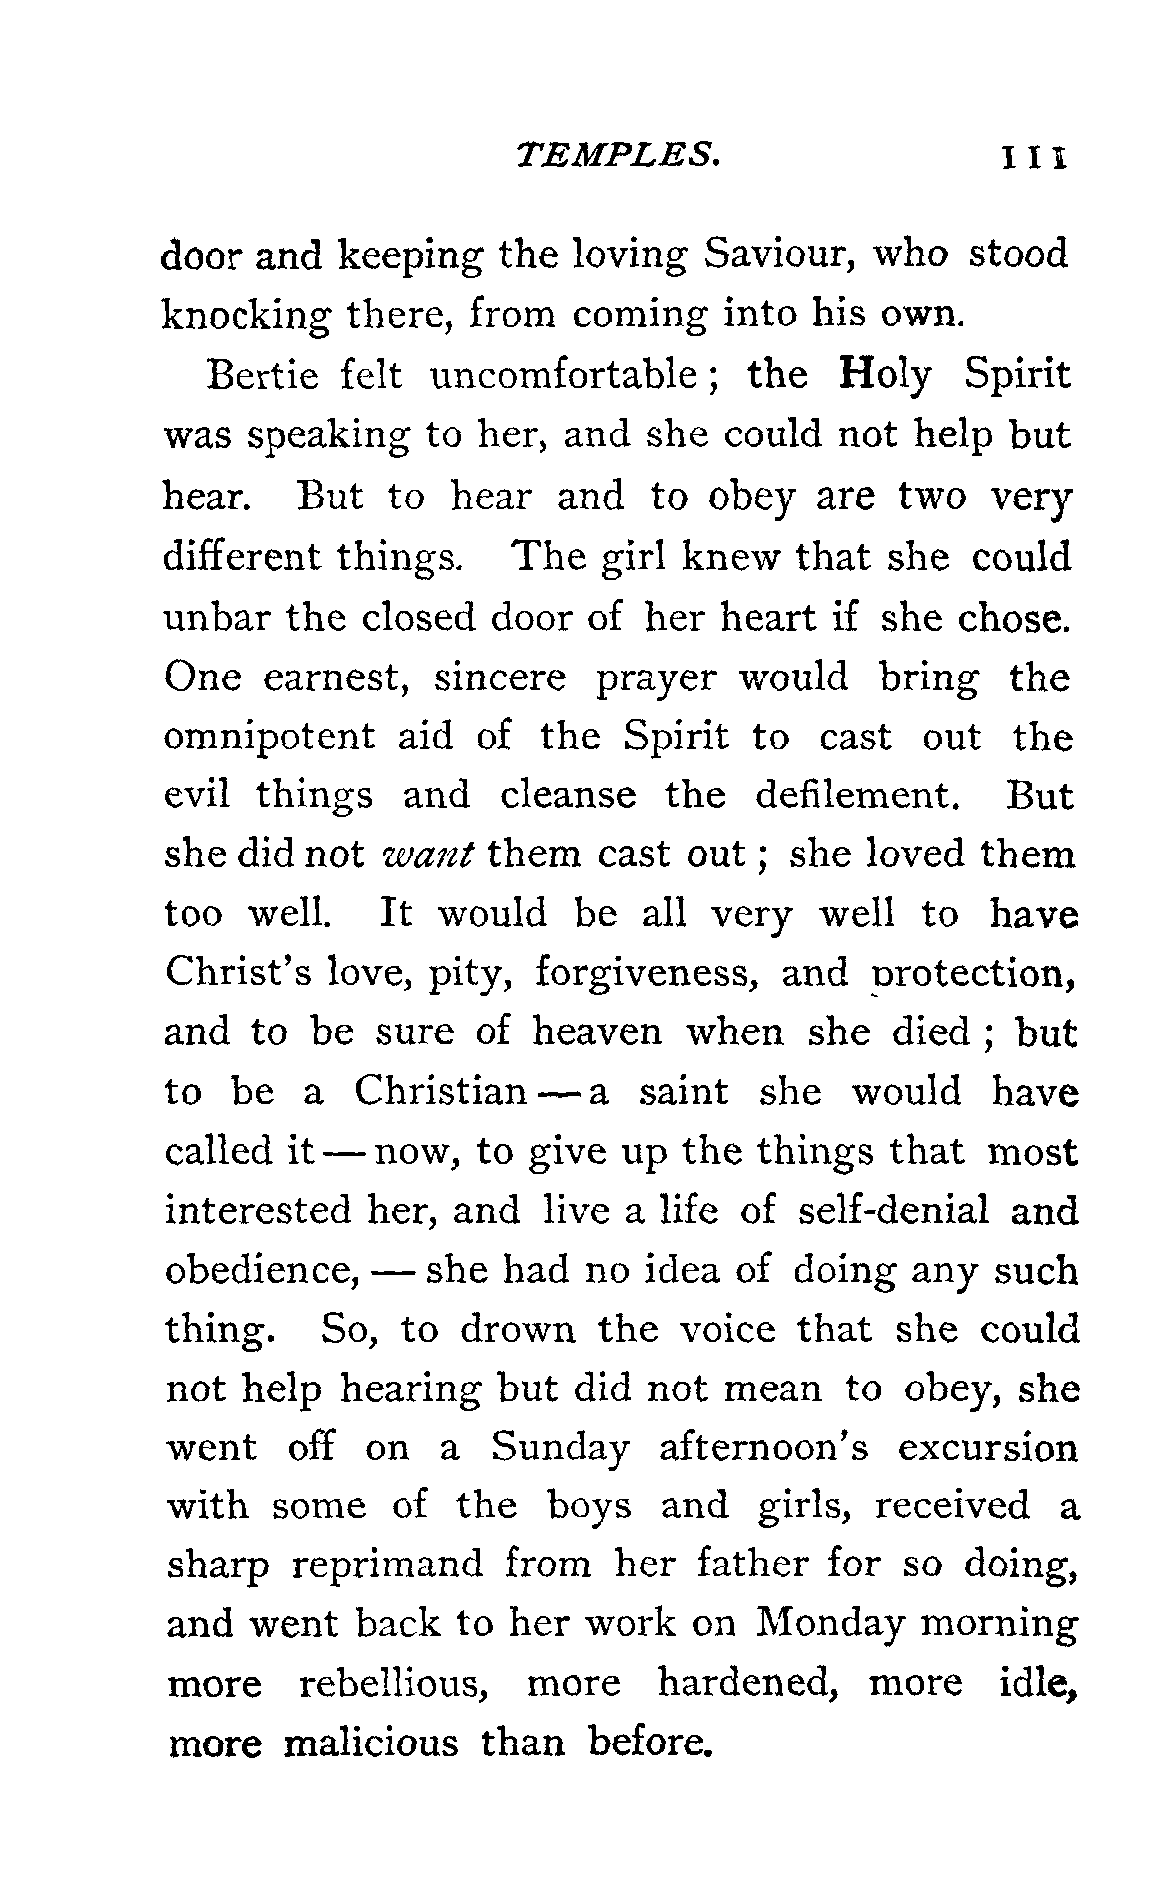 TEMPLES. 111
door and keeping the loving Saviour, who stood
knocking there, from coming into his own.
Bertie felt uncomfortable ; the Holy Spirit
was speaking to her, and she could not help but
hear. But to hear and to obey are two very
different things. The girl knew that she could
unbar the closed door of her heart if she chose.
One earnest, sincere prayer would bring the
omnipotent aid of the Spirit to cast out the
evil things and cleanse the defilement. But
she did not want them cast out ; she loved them
too well. It would be all very well to have
Christ's love, pity, forgiveness, and protection,
and to be sure of heaven when she died ; but
to be a Christian — a saint she would have
called it — now, to give up the things that most
interested her, and live a life of self-denial and
obedience, — she had no idea of doing any such
thing. So, to drown the voice that she could
not help hearing but did not mean to obey, she
went off on a Sunday afternoon's excursion
with some of the boys and girls, received a
sharp reprimand from her father for so doing,
and went back to her work on Monday morning
more rebellious, more hardened, more idle,
more malicious than before.